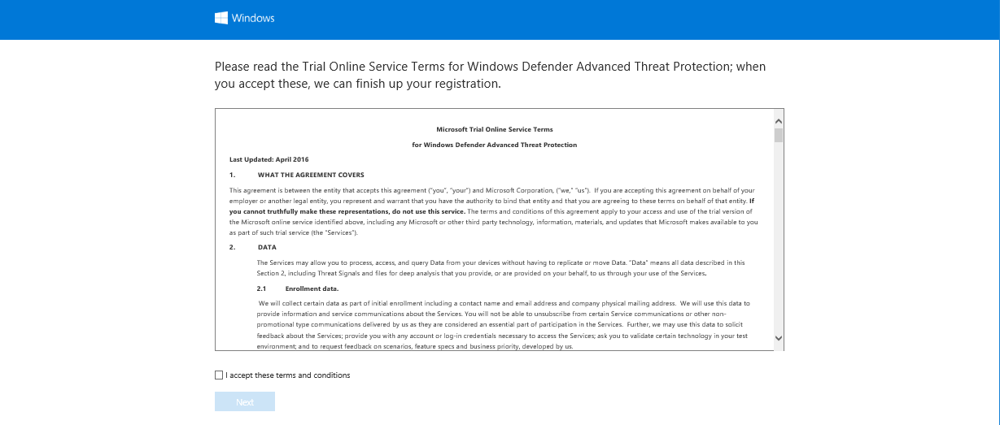 Windows
Please read the Trial Online Service Terms for Windows Defender Advanced Threat Protection; when
you accept these, we can finish up your registration.
Microsoft Trial Online Service Terms
for Windows Defender Advanced Threat Protection
Last Updated: April 2016
1. WHAT THE AGREEMENT COVERS
This agreement is between the entity that accepts this agreement ("you", "your") and Microsoft Corporation, ("we," "us").  If you are accepting this agreement on behalf of your
employer or another legal entity, you represent and warrant that you have the authority to bind that entity and that you are agreeing to these terms on behalf of that entity. If
you cannot truthfully make these representations, do not use this service. The terms and conditions of this agreement apply to your access and use of the trial version of
the Microsoft online service identified above, including any Microsoft or other third party technology, information, materials, and updates that Microsoft makes available to you
as part of such trial service (the "Services").
2. DATA
The Services may allow you to process, access, and query Data from your devices without having to replicate or move Data. "Data" means all data described in this
Section 2, including Threat Signals and files for deep analysis that you provide, or are provided on your behalf, to us through your use of the Services.
2.1 Enrollment data.
We will collect certain data as part of initial enrollment including a contact name and email address and company physical mailing address.  We will use this data to
provide information and service communications about the Services. You will not be able to unsubscribe from certain Service communications or other non-
promotional type communications delivered by us as they are considered an essential part of participation in the Services.  Further, we may use this data to solicit
feedback about the Services; provide you with any account or log-in credentials necessary to access the Services; ask you to validate certain technology in your test
environment; and to request feedback on scenarios, feature specs and business priority, developed by us.
I accept these terms and conditions
Next